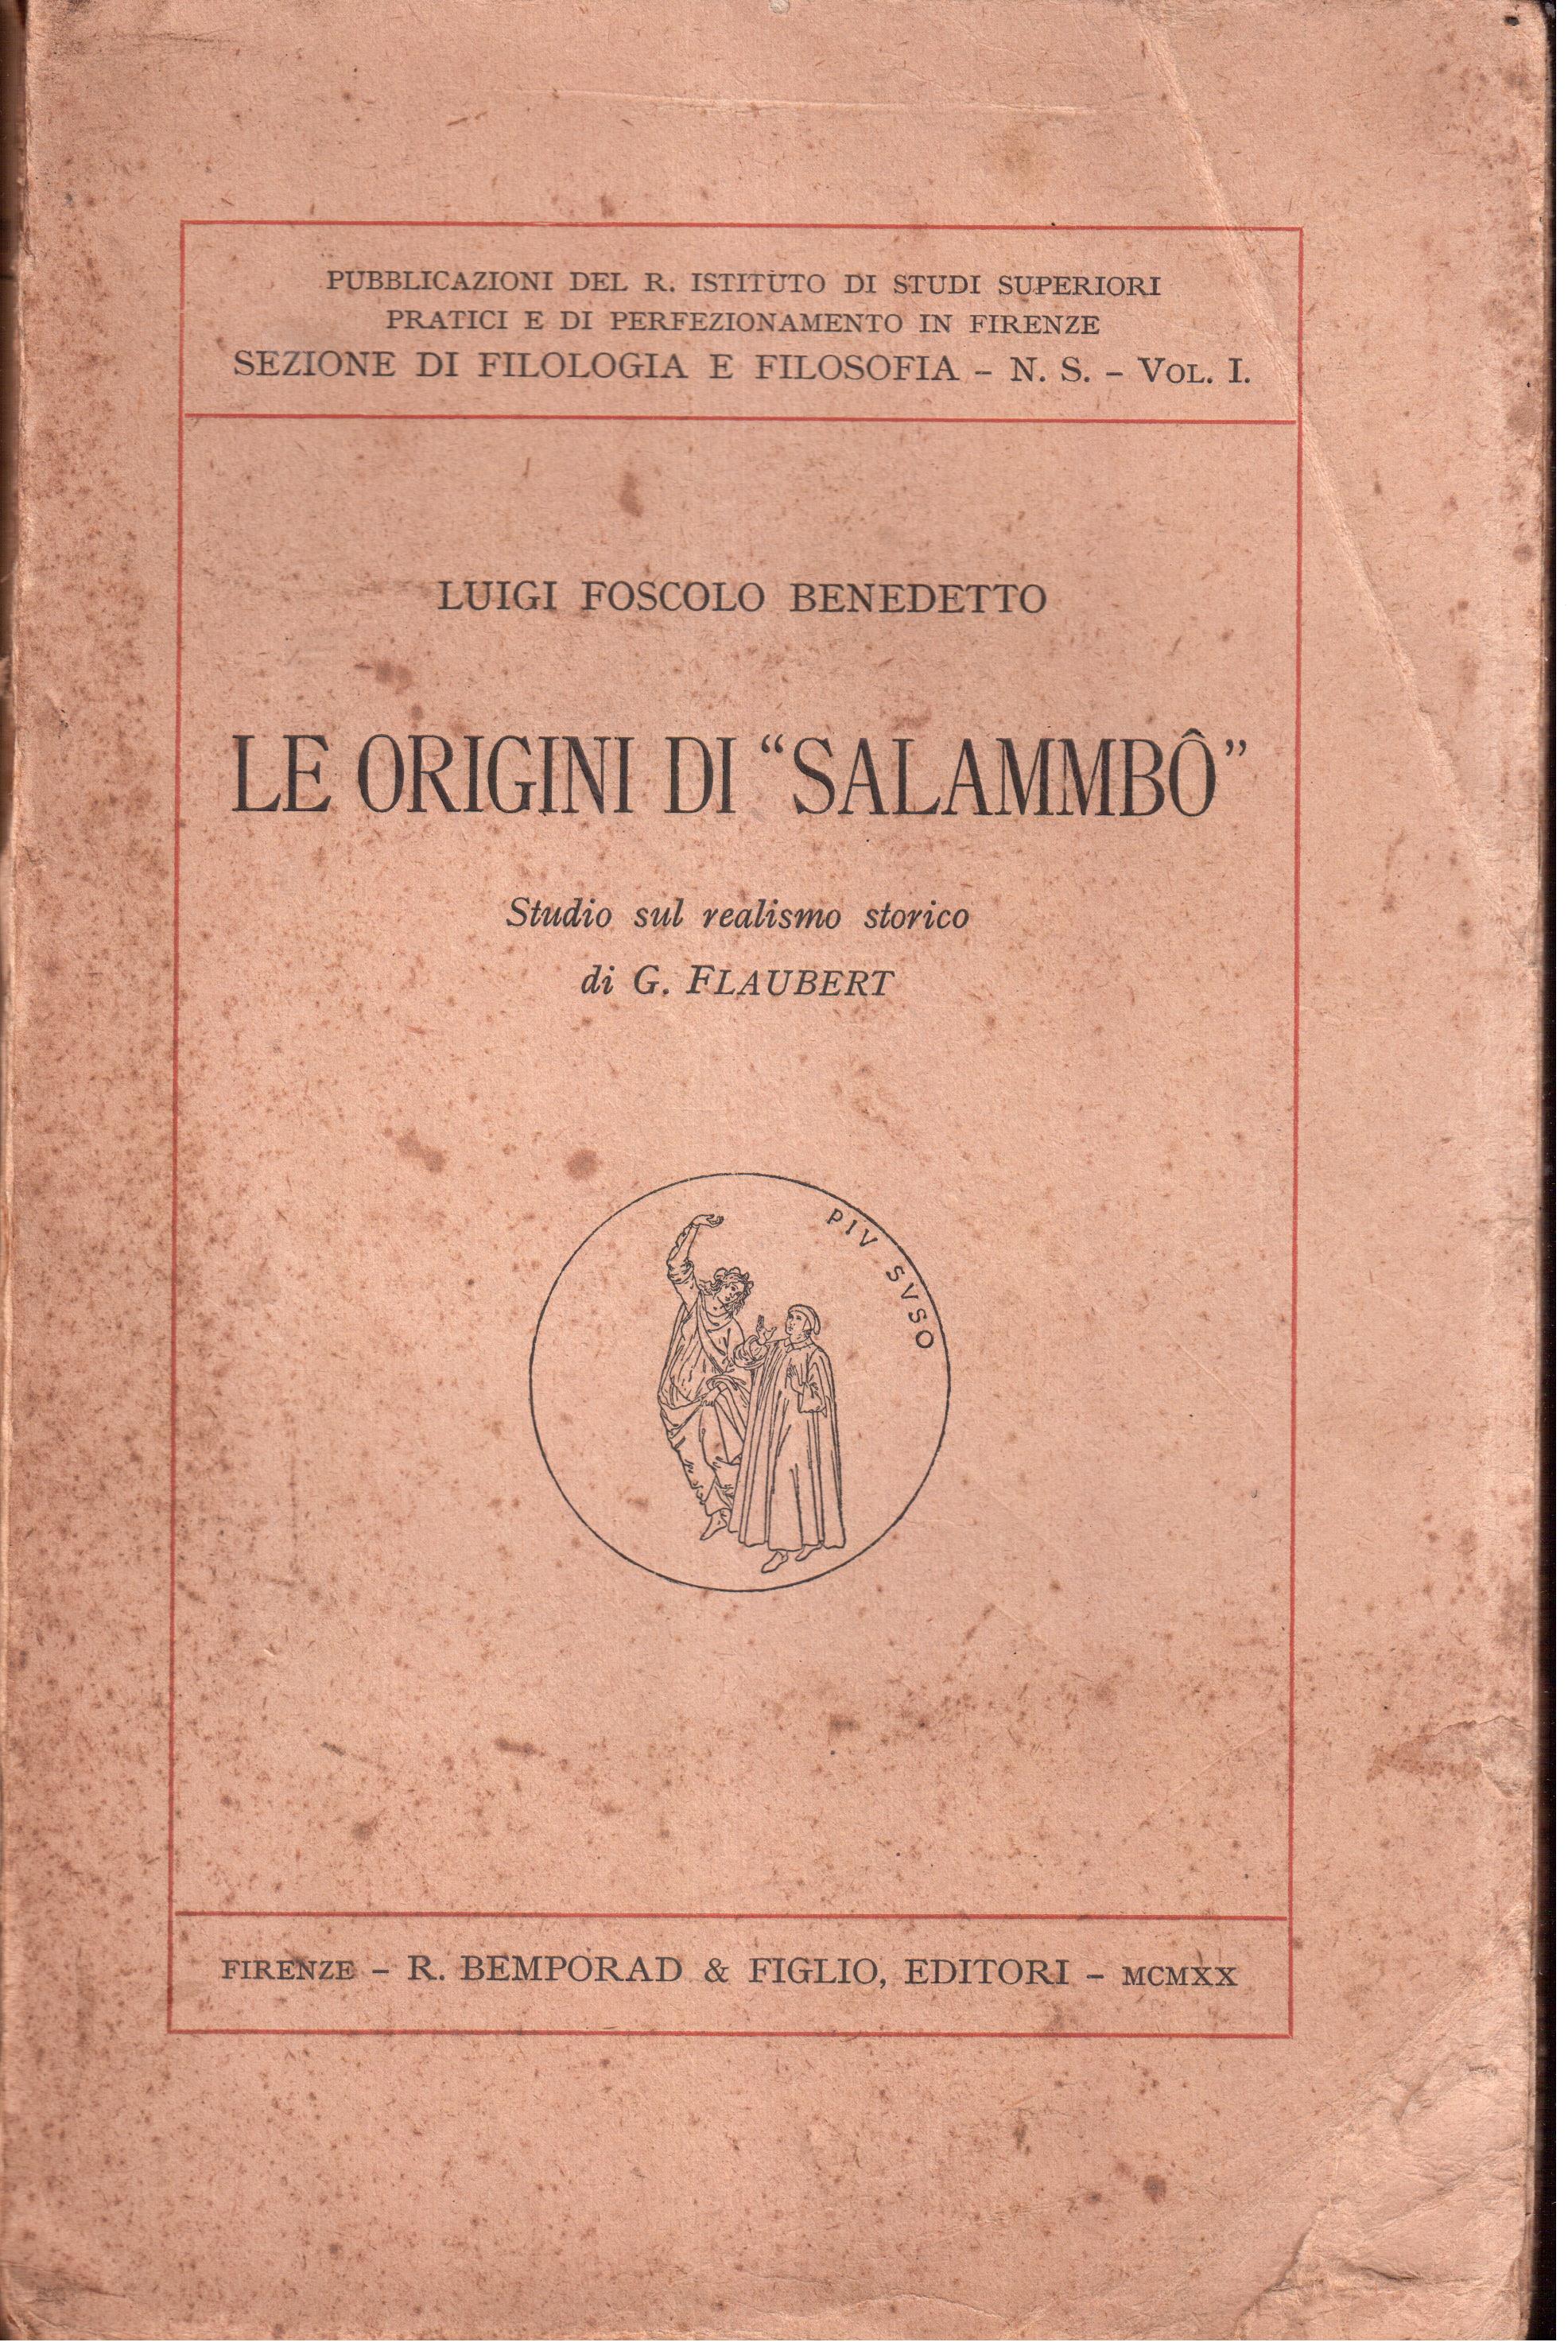 PUBBLICAZIONI DEL R. ISTITUTO DI STUDI SUPERIORI
PRATICI E DI PERFEZIONAMENTO IN FIRENZE
SEZIONE DI FILOLOGIA E FILOSOFIA - N. S. - VOL. I.
LUIGI FOSCOLO BENEDETTO
LE ORIGINI DI “SALAMMBÔ”
Studio sul realismo storico
di G. FLAUBERT
PIV SVSO
FIRENZE - R. BEMPORAD & FIGLIO, EDITORI - MCMXX